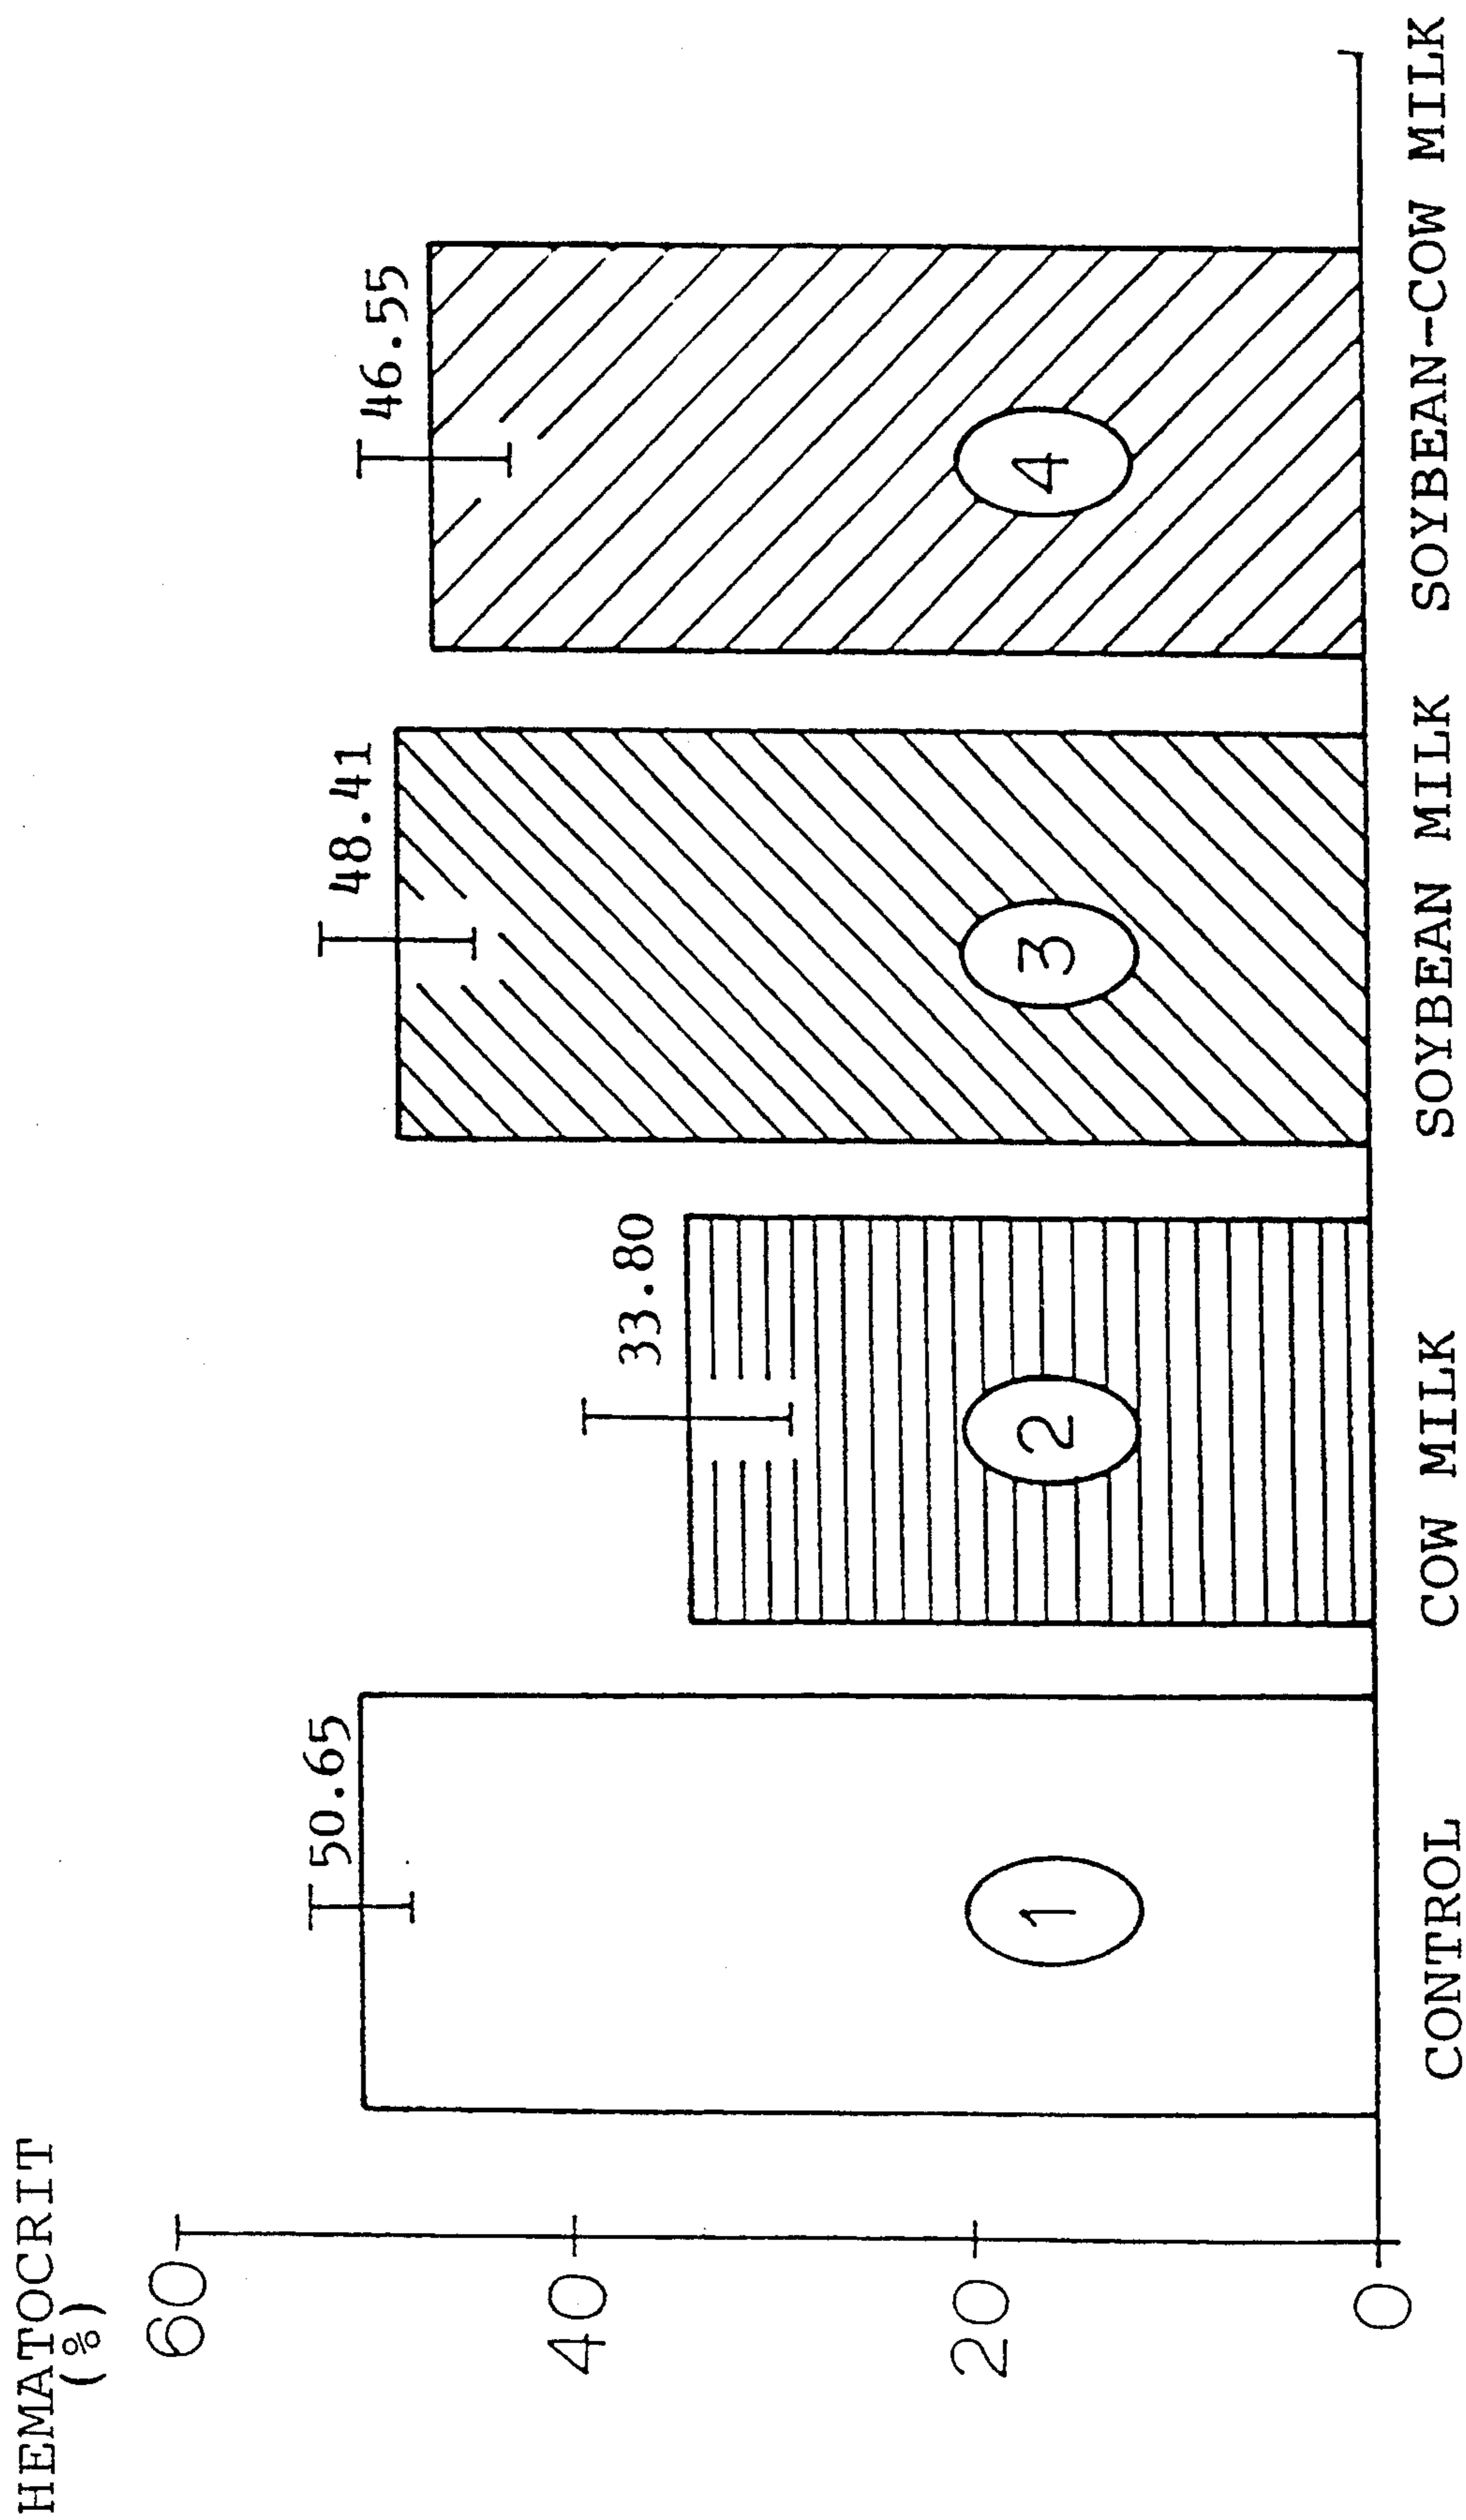 HEMATOCRIT
(%)
60
40
20
0
50.65
33.80
48.41
46.55
1
2
3
4
CONTROL
COW MILK
SOYBEAN MILK
SOYBEAN-COW MILK